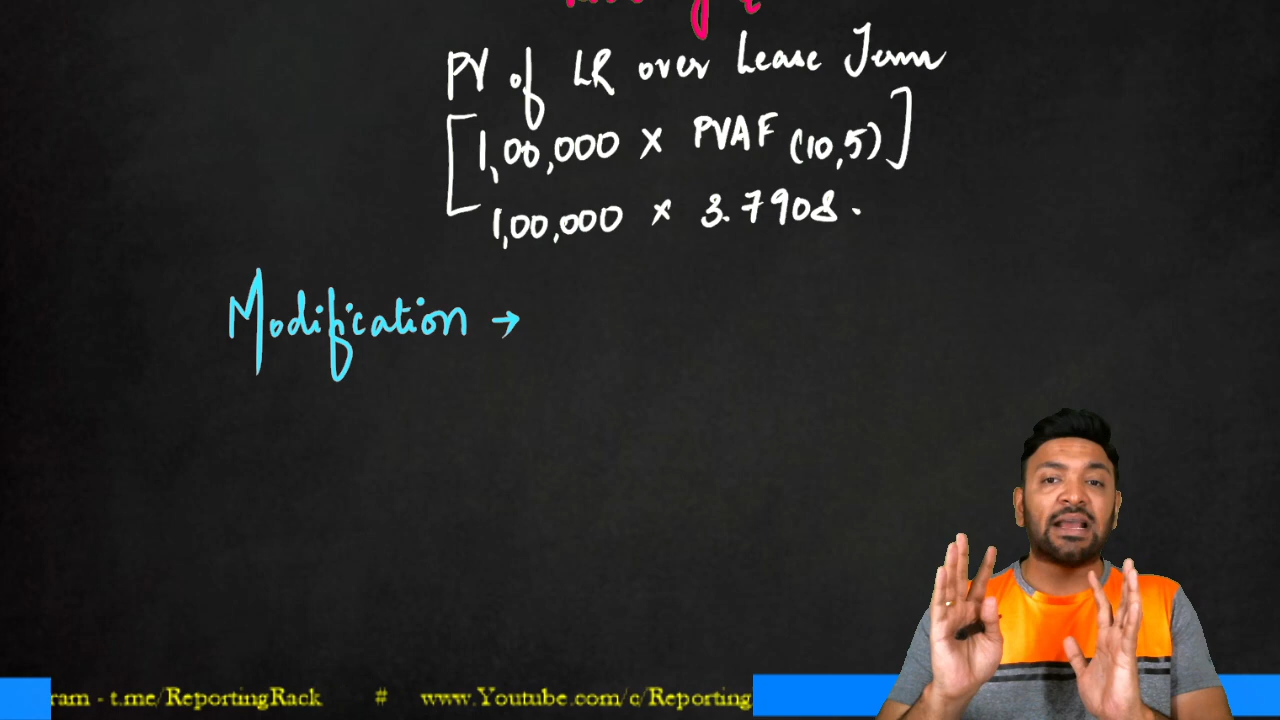 PV of LR over Lease Term
[1,00,000 × PVAF (10,5)]
1,00,000 × 3.7908.
Modification →
ram - t.me/ReportingRack # www.Youtube.com/c/Reporting